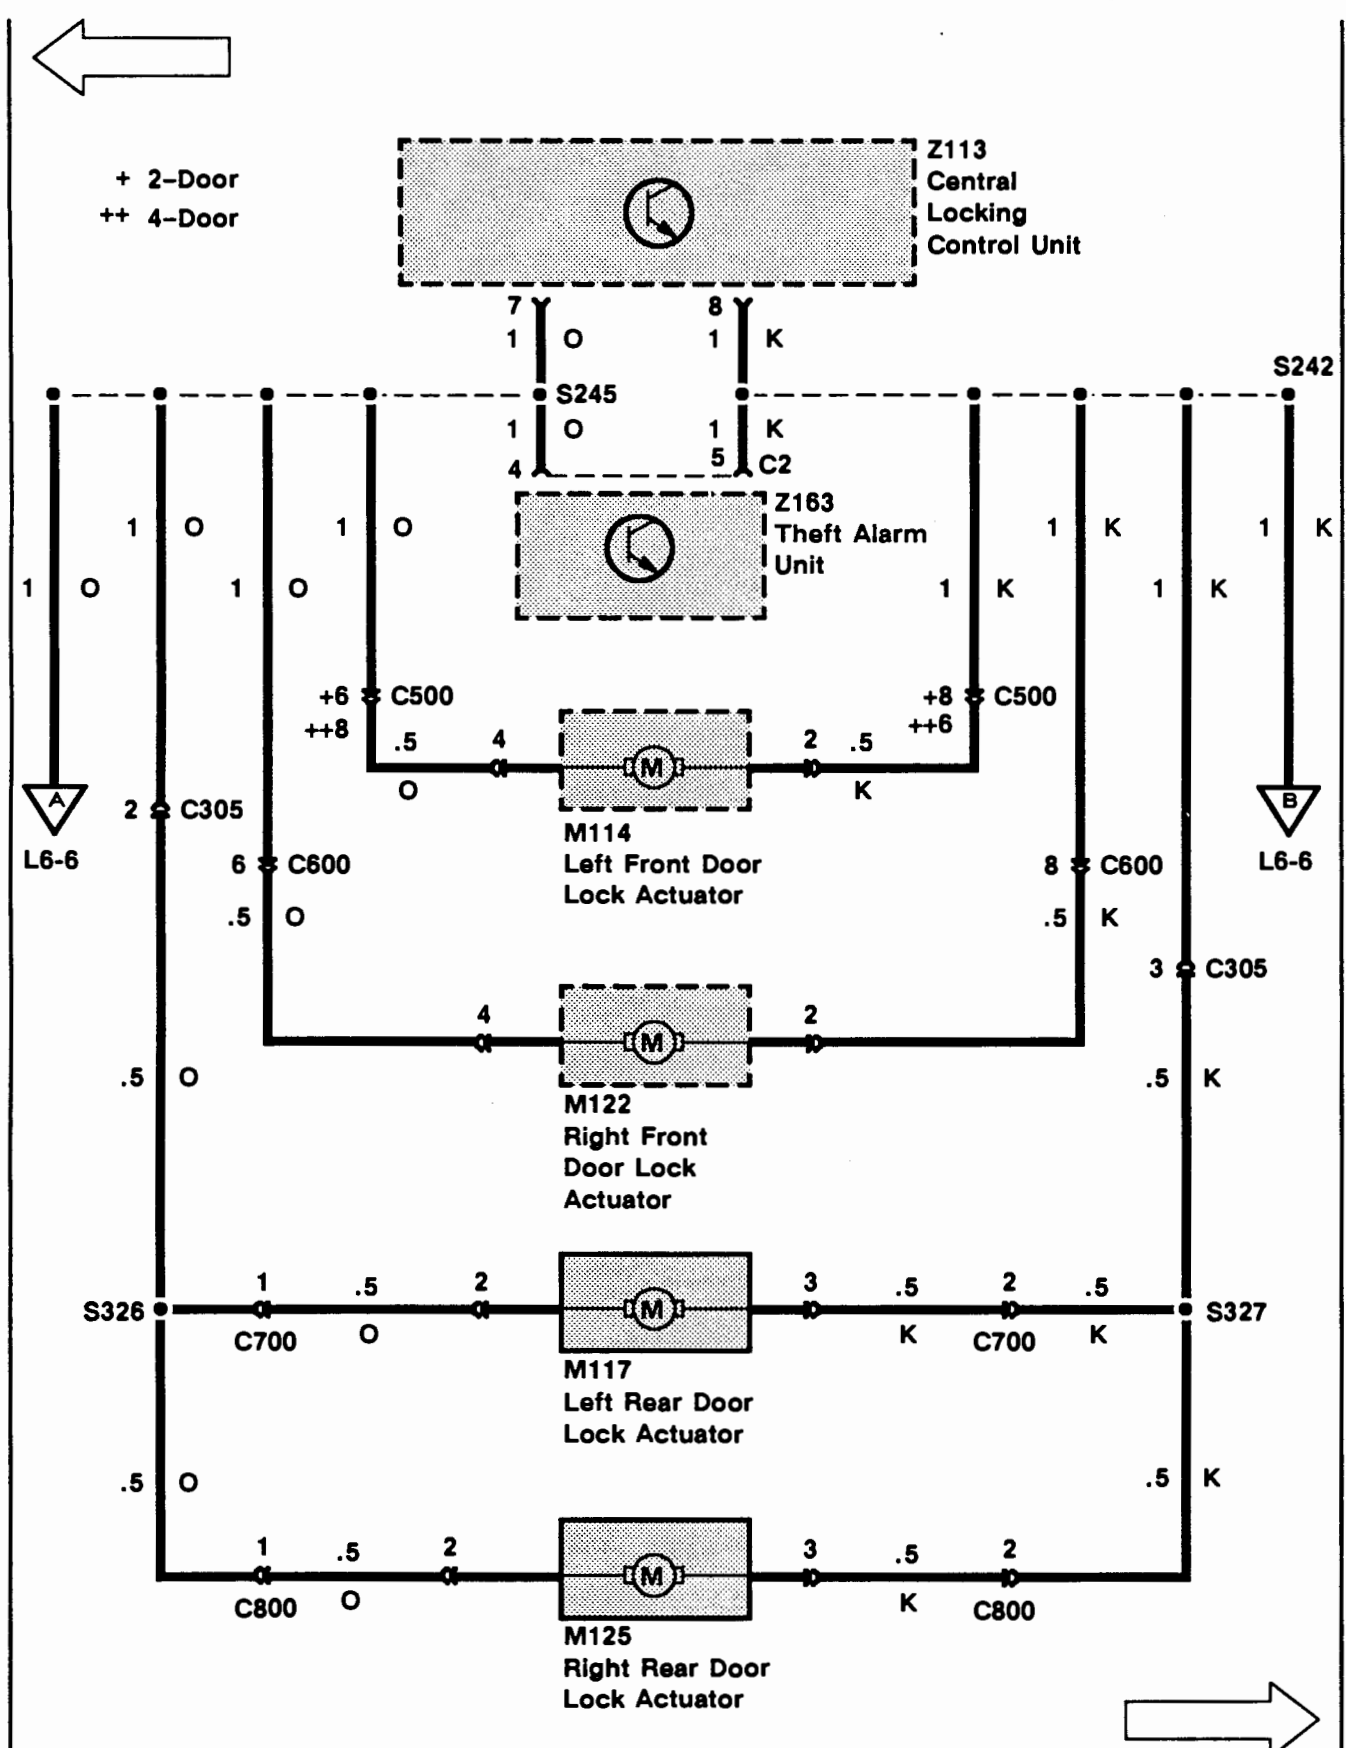 + 2-Door
++ 4-Door
Z113
Central
Locking
Control Unit
7
8
1 O
1 K
S245
S242
1 O
1 K
4
5 C2
Z163
Theft Alarm
Unit
1 O
1 O
1 K
1 K
1 O
1 O
1 K
1 K
+6 C500
++8
+8 C500
++6
.5
O
4
M
2
.5
K
M114
Left Front Door
Lock Actuator
A
L6-6
2 C305
B
L6-6
6 C600
8 C600
.5 O
.5 K
3 C305
4
M
2
M122
Right Front
Door Lock
Actuator
.5 O
.5 K
S326
1
C700
.5
O
2
M
3
.5
K
2
C700
.5
K
S327
M117
Left Rear Door
Lock Actuator
.5 O
.5 K
1
C800
.5
O
2
M
3
.5
K
2
C800
M125
Right Rear Door
Lock Actuator